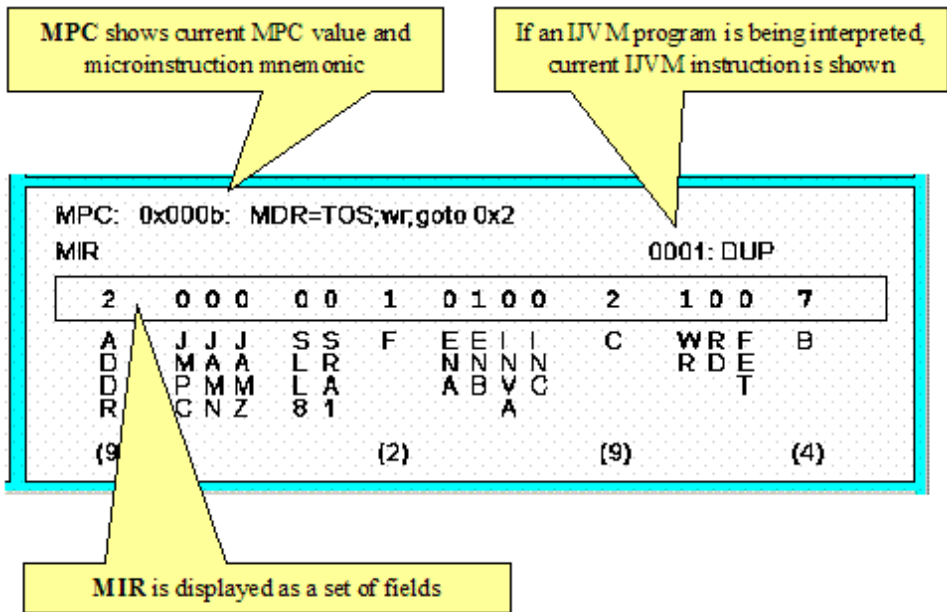 MPC shows current MPC value and
microinstruction mnemonic
If an IJVM program is being interpreted,
current IJVM instruction is shown
MPC: 0x000b: MDR=TOS;wr;goto 0x2
MIR 0001: DUP
2 0 0 0 0 0 1 0 1 0 0 2 1 0 0 7
A J J J S S F E E I I C W R F B
D M A A L R N N N N R D E
D P M M L A A B V C T
R C N Z 8 1 A
(9 (2) (9) (4)
MIR is displayed as a set of fields